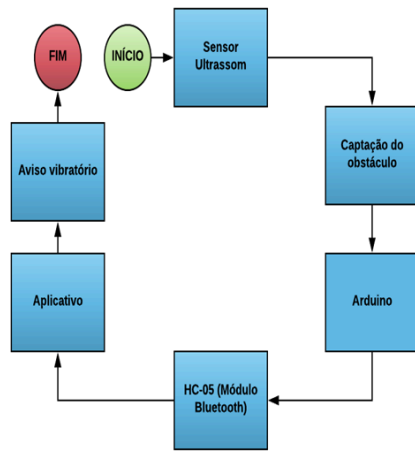 FIM
INÍCIO
Sensor
Ultrassom
Captação do
obstáculo
Arduino
HC-05 (Módulo
Bluetooth)
Aplicativo
Aviso vibratório